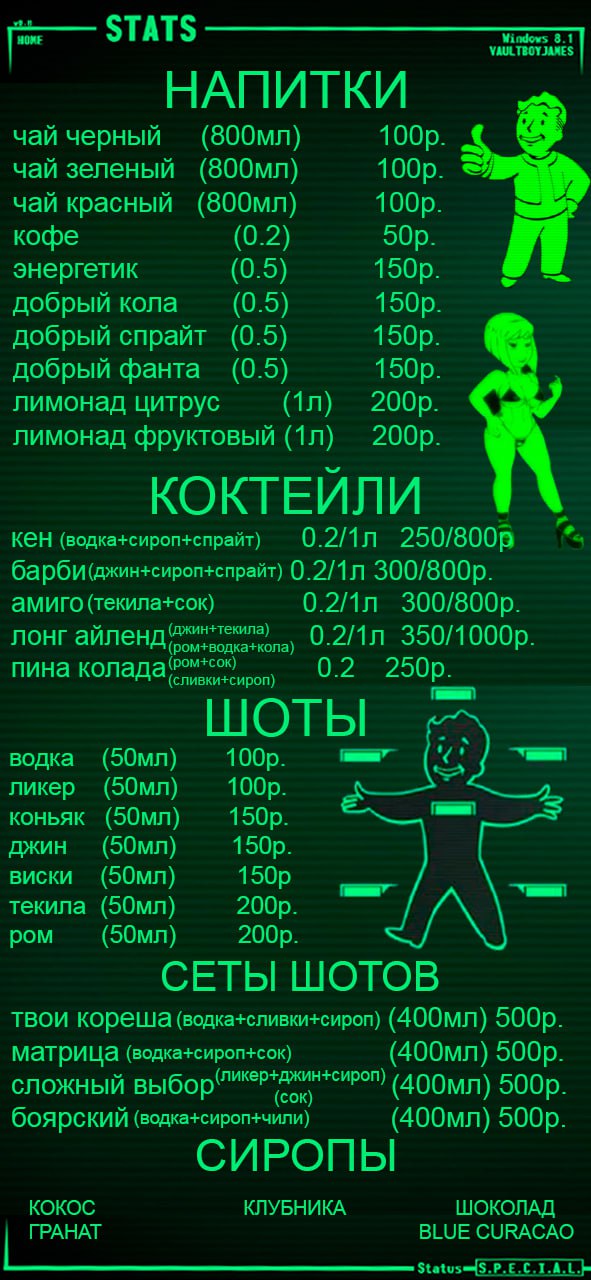 v9.0
STATS
HOME
Windows 8.1
VAULTBOYJAMES
НАПИТКИ
чай черный (800мл) 100р.
чай зеленый (800мл) 100р.
чай красный (800мл) 100р.
кофе (0.2) 50р.
энергетик (0.5) 150р.
добрый кола (0.5) 150р.
добрый спрайт (0.5) 150р.
добрый фанта (0.5) 150р.
лимонад цитрус (1л) 200р.
лимонад фруктовый (1л) 200р.
КОКТЕЙЛИ
кен (водка+сироп+спрайт) 0.2/1л 250/800р
барби(джин+сироп+спрайт) 0.2/1л 300/800р.
амиго(текила+сок) 0.2/1л 300/800р.
лонг айленд (джин+текила) 0.2/1л 350/1000р.
(ром+водка+кола)
пина колада (ром+сок) 0.2 250р.
(сливки+сироп)
ШОТЫ
водка (50мл) 100р.
ликер (50мл) 100р.
коньяк (50мл) 150р.
джин (50мл) 150р.
виски (50мл) 150р
текила (50мл) 200р.
ром (50мл) 200р.
СЕТЫ ШОТОВ
твои кореша (водка+сливки+сироп) (400мл) 500р.
матрица (водка+сироп+сок) (400мл) 500р.
сложный выбор (ликер+джин+сироп) (400мл) 500р.
(сок)
боярский (водка+сироп+чили) (400мл) 500р.
СИРОПЫ
КОКОС КЛУБНИКА ШОКОЛАД
ГРАНАТ BLUE CURACAO
Status S.P.E.C.I.A.L.